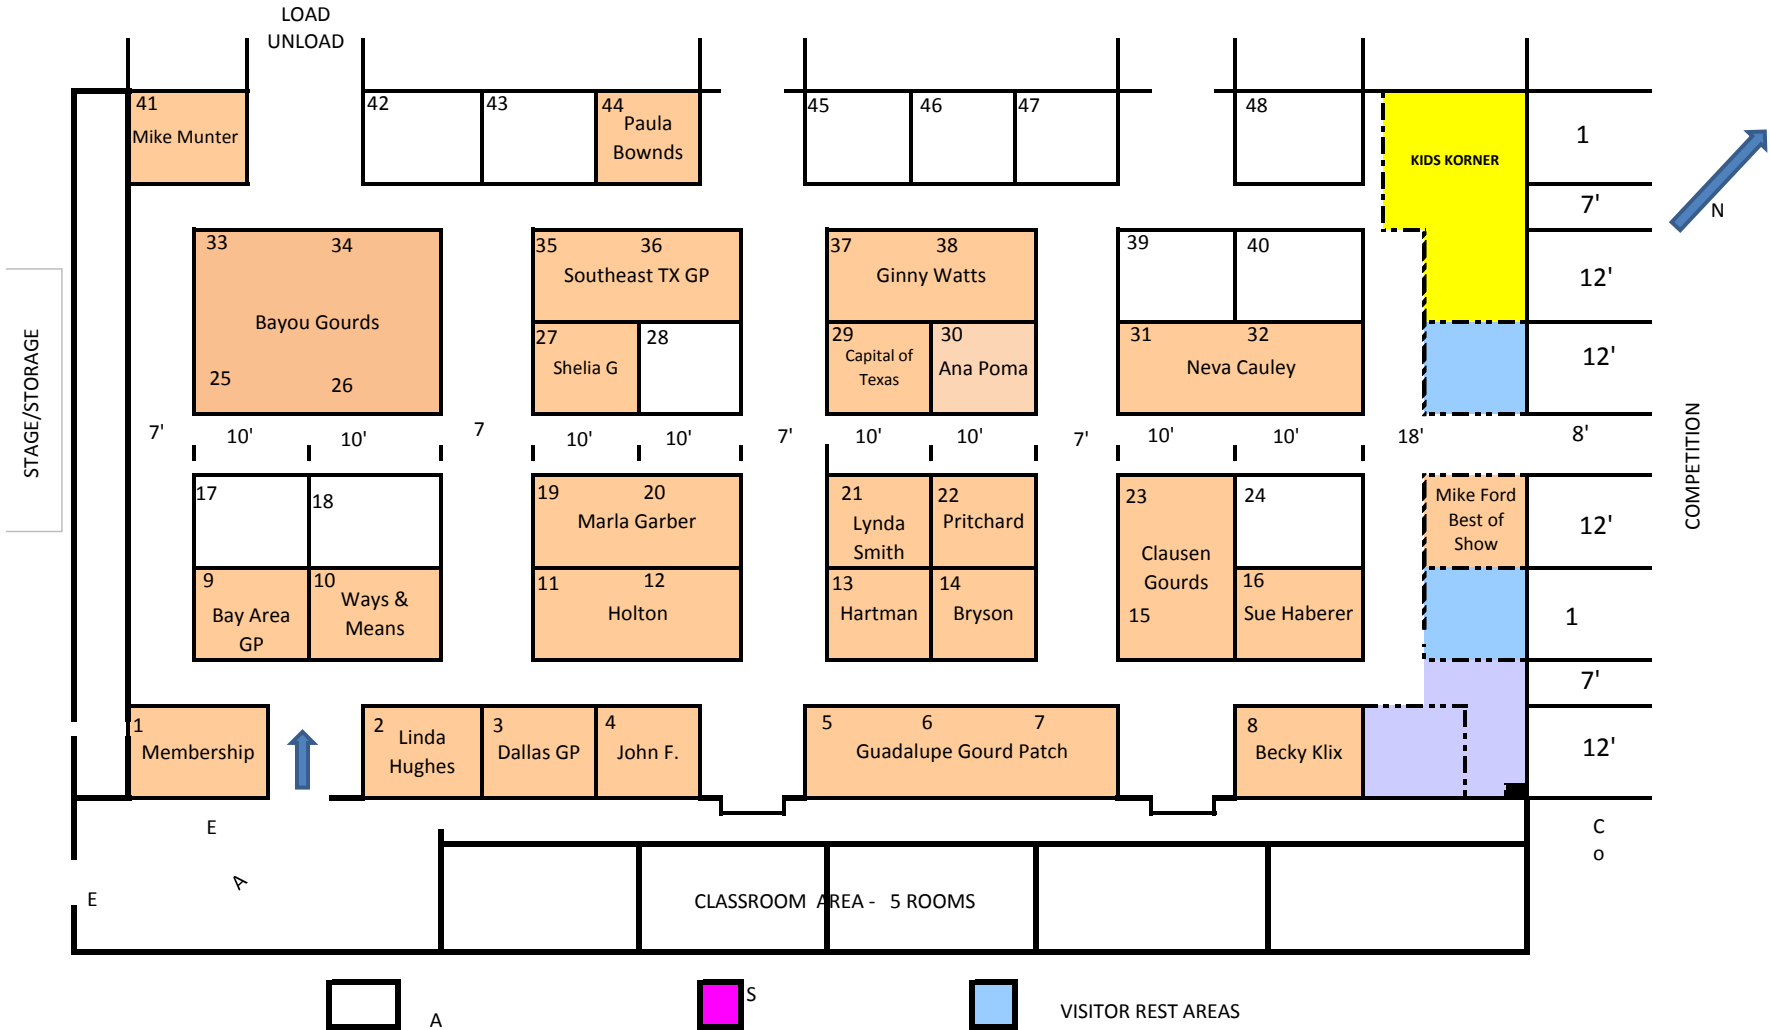 LOAD
UNLOAD
41
Mike Munter
42
43
44
Paula
Bownds
45
46
47
48
KIDS KORNER
1
7'
N
33
34
Bayou Gourds
25
26
35
36
Southeast TX GP
27
Shelia G
28
37
38
Ginny Watts
29
Capital of
Texas
30
Ana Poma
39
40
31
32
Neva Cauley
12'
12'
STAGE/STORAGE
7'
10'
10'
7
10'
10'
7'
10'
10'
7'
10'
10'
18'
8'
COMPETITION
17
18
19
20
Marla Garber
21
Lynda
Smith
22
Pritchard
23
Clausen
Gourds
15
24
Mike Ford
Best of
Show
12'
9
Bay Area
GP
10
Ways &
Means
11
12
Holton
13
Hartman
14
Bryson
16
Sue Haberer
1
7'
1
Membership
2
Linda
Hughes
3
Dallas GP
4
John F.
5
6
7
Guadalupe Gourd Patch
8
Becky Klix
12'
E
A
E
C
o
CLASSROOM AREA - 5 ROOMS
A
S
VISITOR REST AREAS